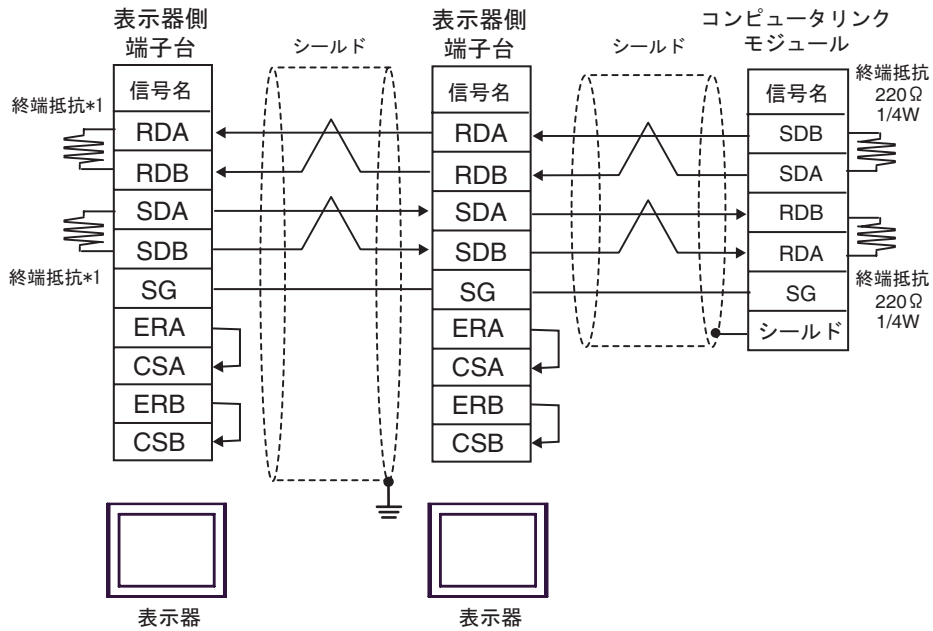 表示器側
端子台
シールド
表示器側
端子台
シールド
コンピュータリンク
モジュール
終端抵抗*1
終端抵抗*1
信号名
RDA
RDB
SDA
SDB
SG
ERA
CSA
ERB
CSB
信号名
RDA
RDB
SDA
SDB
SG
ERA
CSA
ERB
CSB
信号名
SDB
SDA
RDB
RDA
SG
シールド
終端抵抗
220Ω
1/4W
終端抵抗
220Ω
1/4W
表示器
表示器